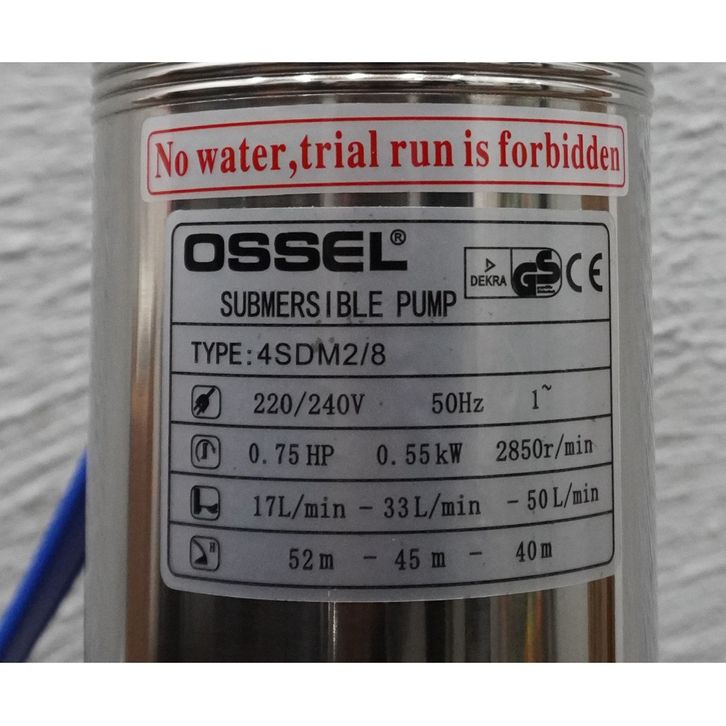 No water,trial run is forbidden
OSSEL®
DEKRA GS CE
SUBMERSIBLE PUMP
TYPE:4SDM2/8
220/240V 50Hz 1~
0.75HP 0.55kW 2850r/min
17L/min - 33L/min - 50L/min
H 52m - 45m - 40m